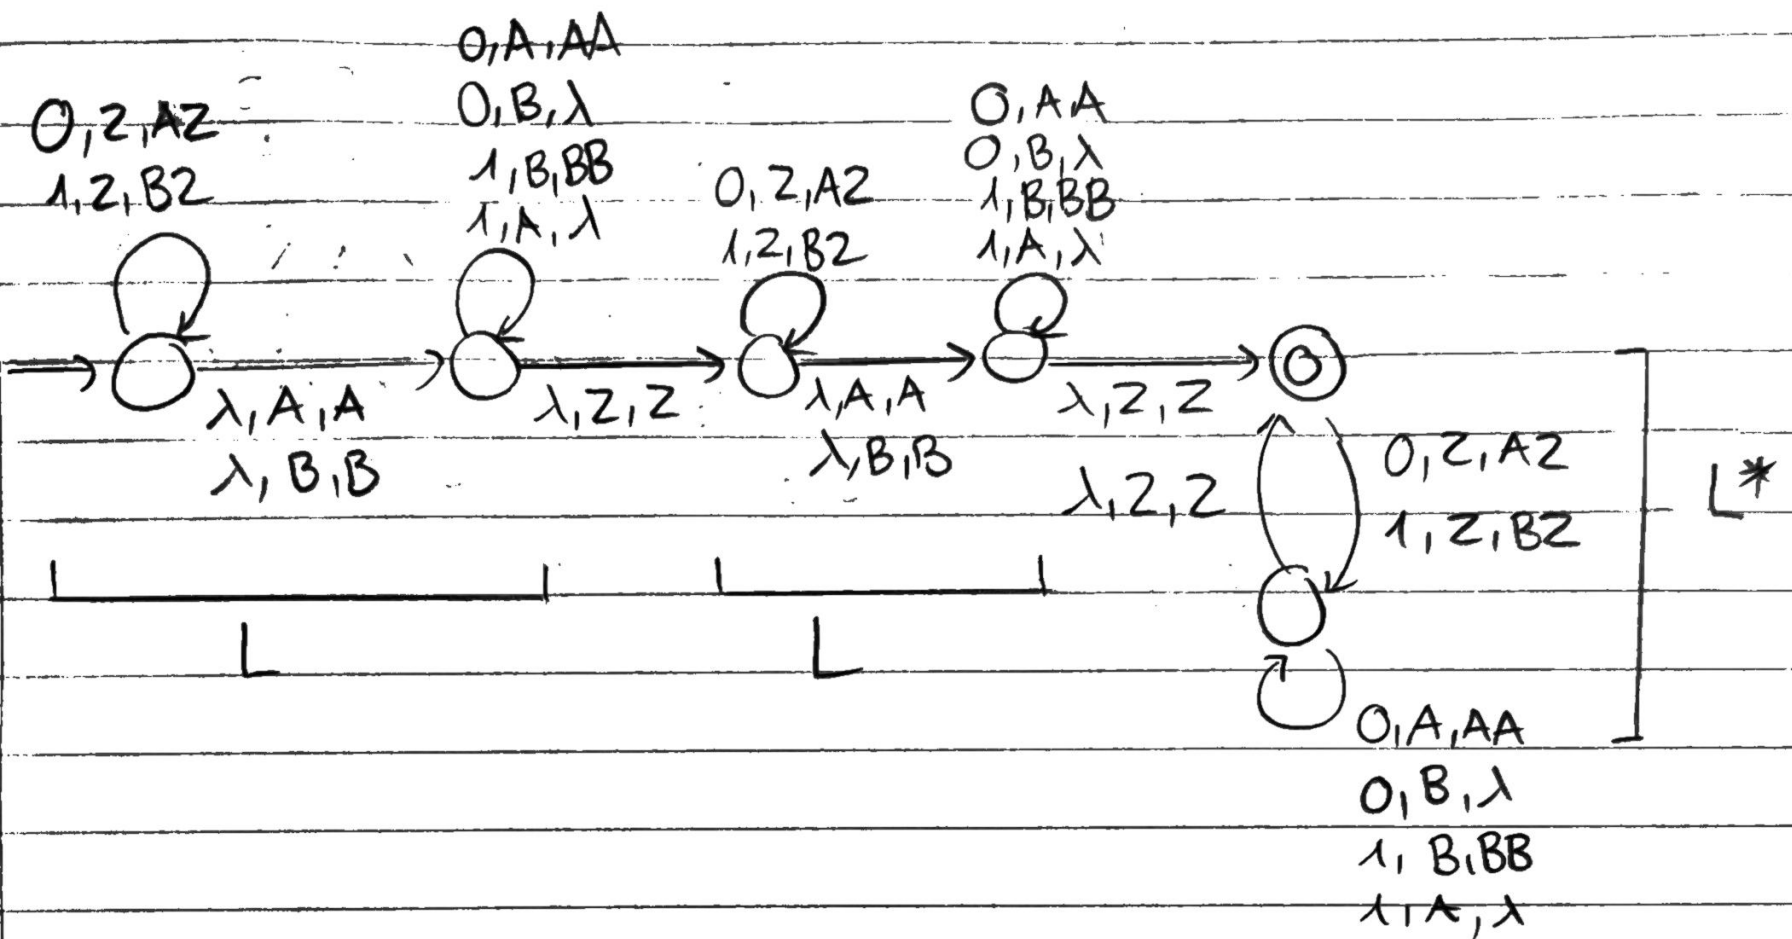 0,A,AA
0,B,λ
1,B,BB
1,A,λ
0,Z,AZ
1,Z,BZ
0,A,A
0,B,λ
1,B,BB
1,A,λ
0,Z,AZ
1,Z,BZ
λ,A,A
λ,B,B
λ,Z,Z
λ,A,A
λ,B,B
λ,Z,Z
λ,Z,Z
0,Z,AZ
1,Z,BZ
L*
L
L
0,A,AA
0,B,λ
1,B,BB
1,A,λ